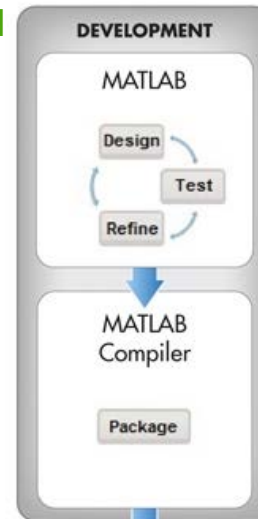 DEVELOPMENT
MATLAB
Design
Test
Refine
MATLAB
Compiler
Package